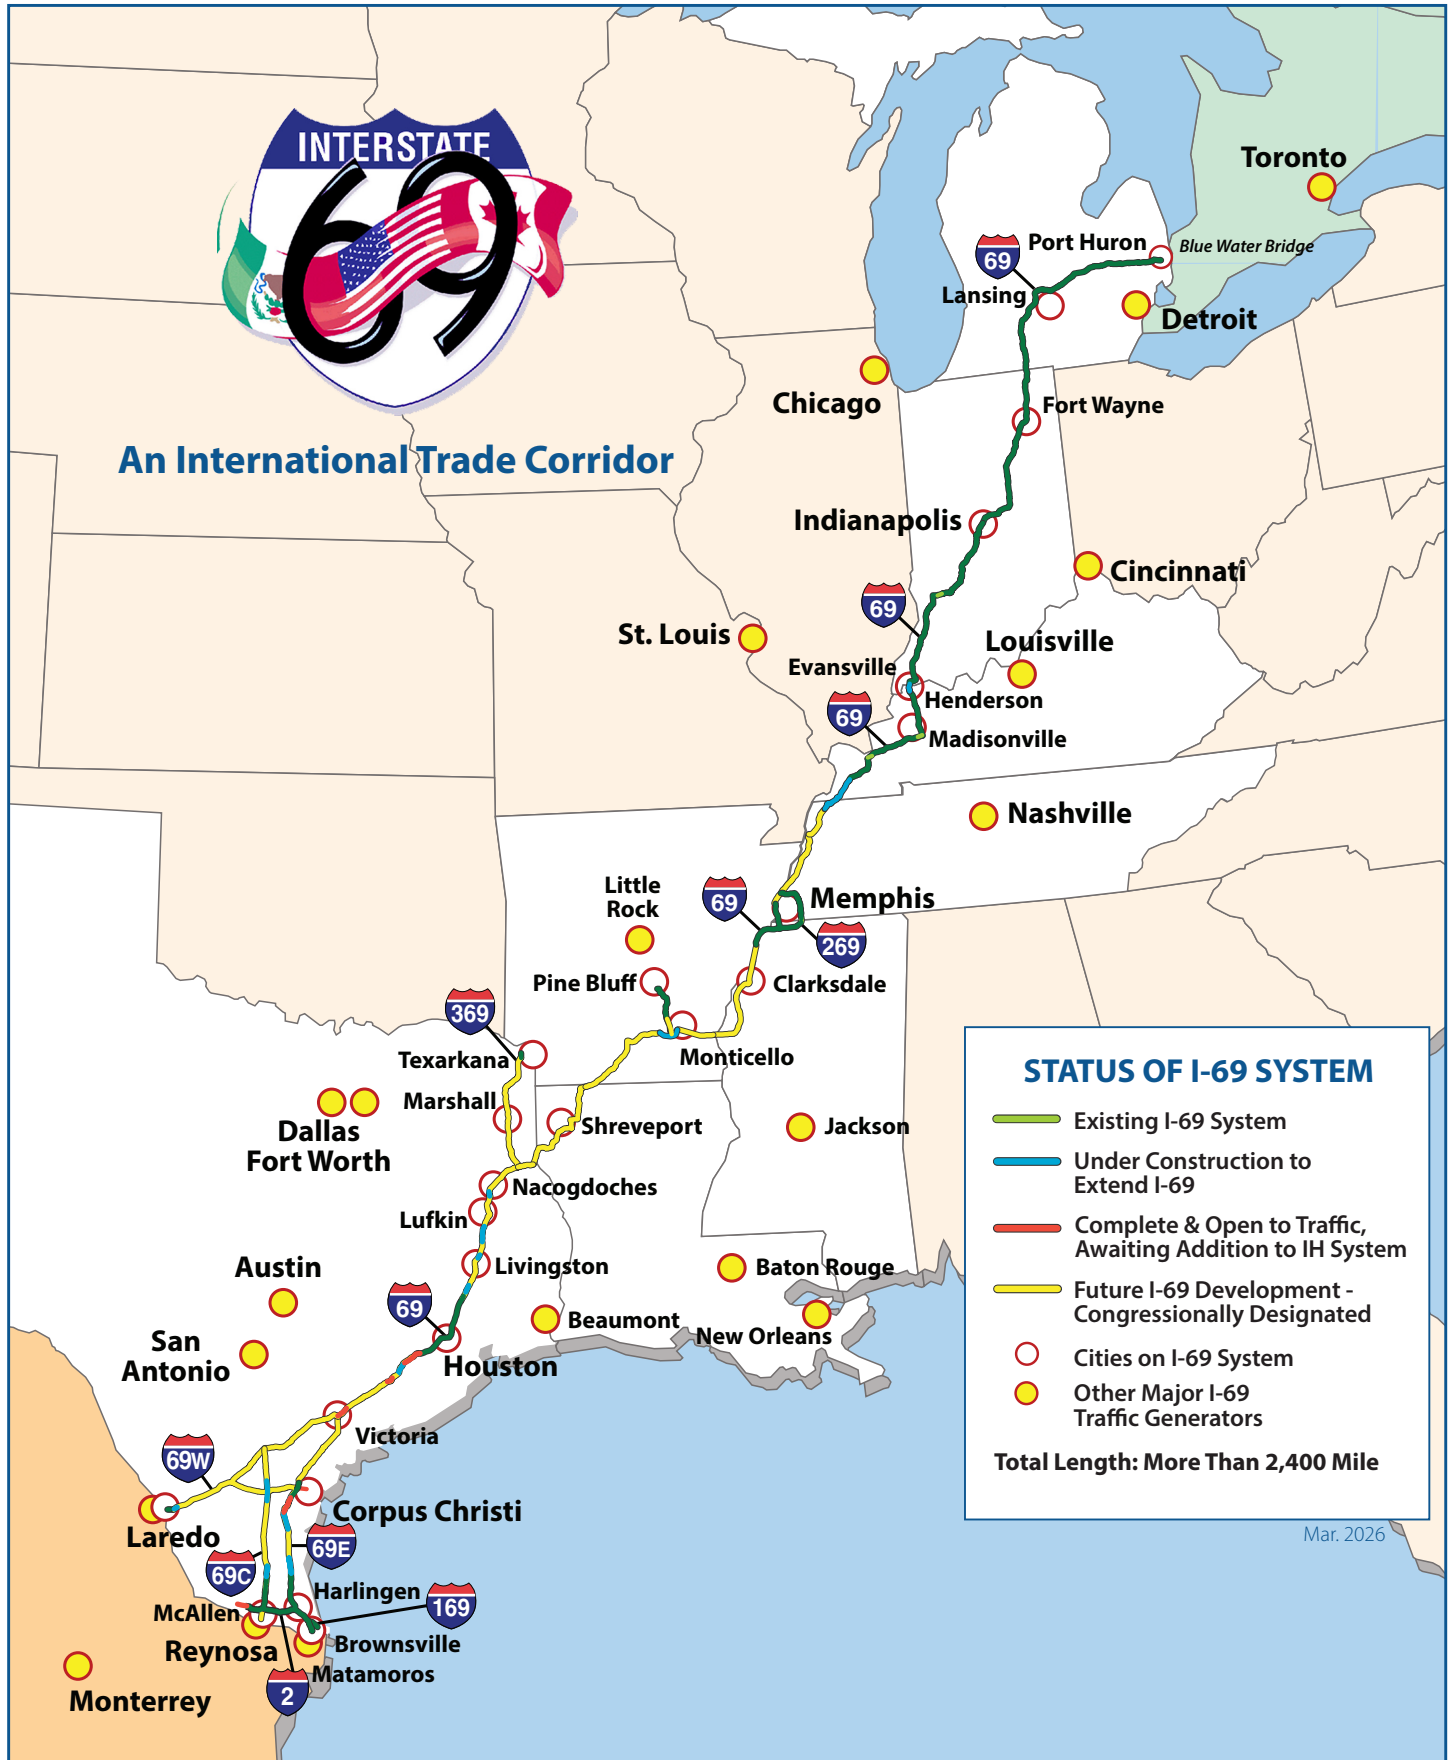 INTERSTATE
69
An International Trade Corridor
Toronto
Port Huron
Blue Water Bridge
69
Lansing
Detroit
Chicago
Fort Wayne
Indianapolis
Cincinnati
69
St. Louis
Louisville
Evansville
Henderson
69
Madisonville
Nashville
Little
Rock
69
Memphis
269
Pine Bluff
Clarksdale
369
Texarkana
Monticello
Marshall
Shreveport
Jackson
Dallas
Fort Worth
Nacogdoches
Lufkin
Livingston
Baton Rouge
Austin
69
Beaumont
New Orleans
San
Antonio
Houston
Victoria
69W
Corpus Christi
Laredo
69E
69C
Harlingen
169
McAllen
Reynosa
Brownsville
Matamoros
2
Monterrey
STATUS OF I-69 SYSTEM
Existing I-69 System
Under Construction to
Extend I-69
Complete & Open to Traffic,
Awaiting Addition to IH System
Future I-69 Development -
Congressionally Designated
Cities on I-69 System
Other Major I-69
Traffic Generators
Total Length: More Than 2,400 Mile
Mar. 2026